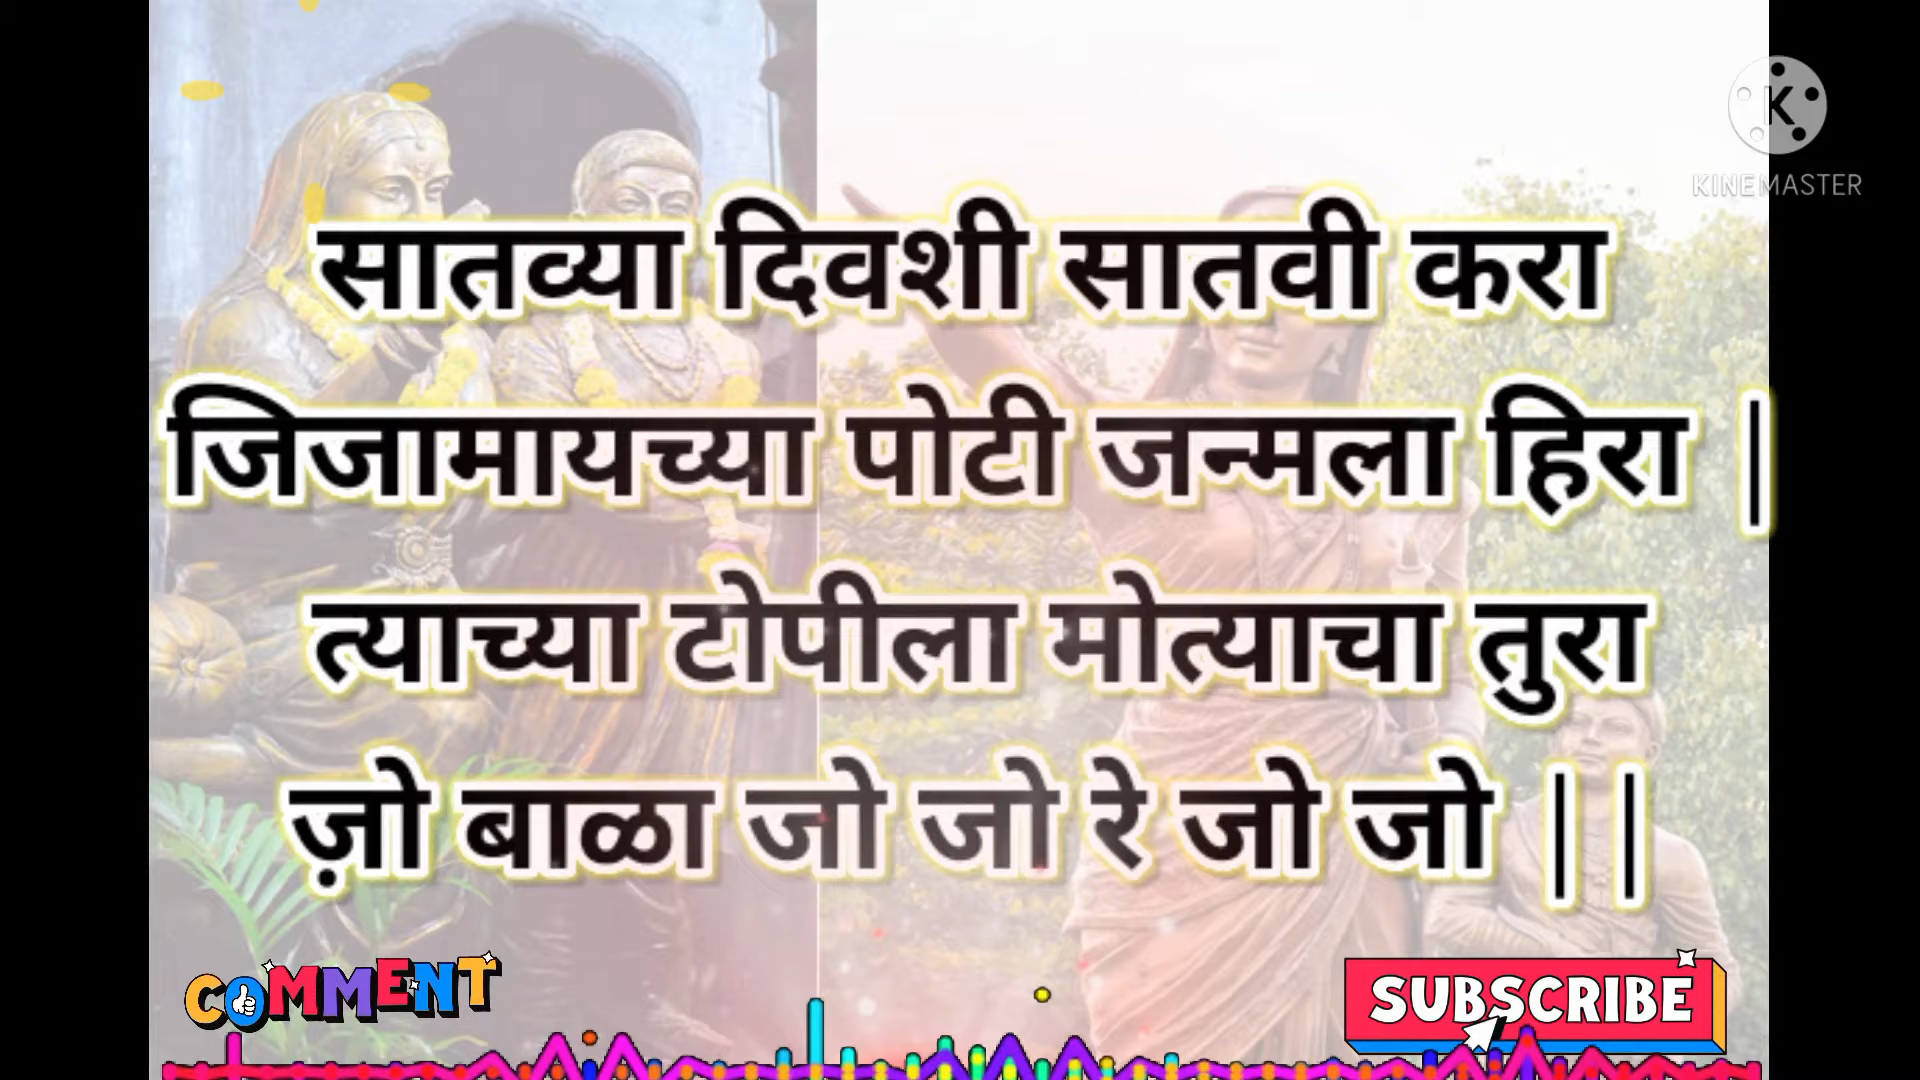 K
KINEMASTER
सातव्या दिवशी सातवी करा
जिजामायच्या पोटी जन्मला हिरा |
त्याच्या टोपीला मोत्याचा तुरा
ज़ो बाळा जो जो रे जो जो ||
COMMENT
SUBSCRIBE